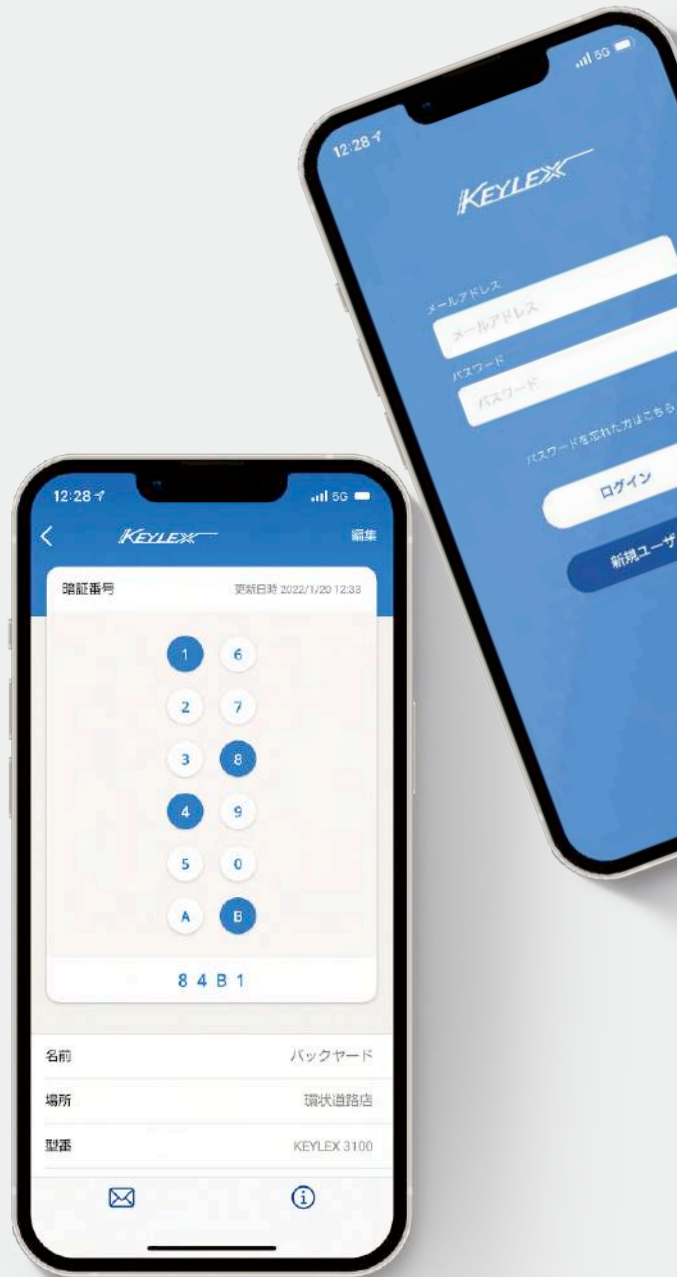 12:28
5G
KEYLEX
メールアドレス
メールアドレス
パスワード
パスワード
パスワードを忘れた方はこちら
ログイン
新規ユーザ
12:28
5G
KEYLEX
編集
暗証番号
更新日時 2022/1/20 12:33
1 6
2 7
3 8
4 9
5 0
A B
8 4 B 1
名前
バックヤード
場所
環状道路店
型番
KEYLEX 3100